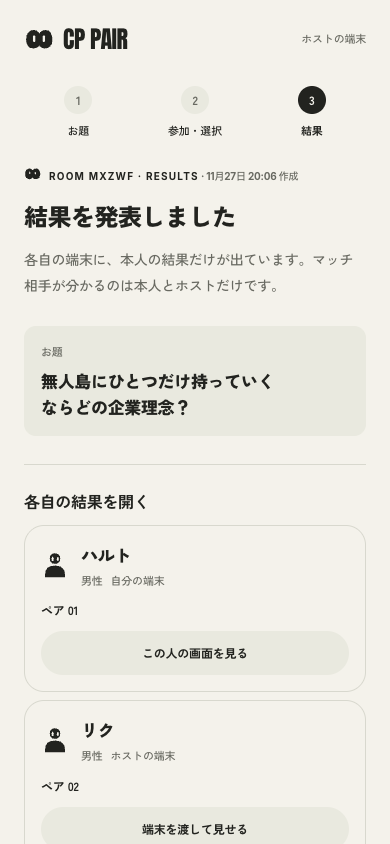 CP PAIR
ホストの端末
1
お題
2
参加・選択
3
結果
ROOM MXZWF · RESULTS · 11月27日 20:06 作成
結果を発表しました
各自の端末に、本人の結果だけが出ています。マッチ
相手が分かるのは本人とホストだけです。
お題
無人島にひとつだけ持っていく
ならどの企業理念？
各自の結果を開く
ハルト
男性 自分の端末
ペア 01
この人の画面を見る
リク
男性 ホストの端末
ペア 02
端末を渡して見せる